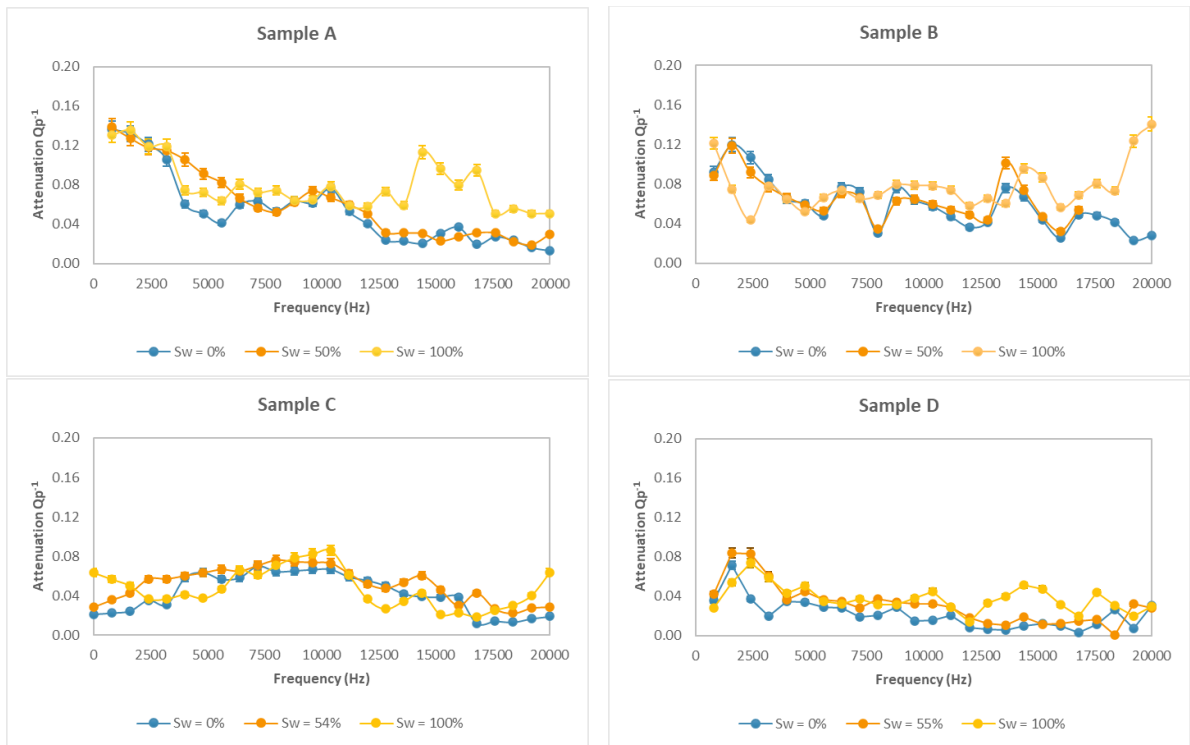 Sample A
Attenuation Qp-1
0.20
0.16
0.12
0.08
0.04
0.00
0 2500 5000 7500 10000 12500 15000 17500 20000
Frequency (Hz)
Sw = 0% Sw = 50% Sw = 100%
Sample B
Attenuation Qp-1
0.20
0.16
0.12
0.08
0.04
0.00
0 2500 5000 7500 10000 12500 15000 17500 20000
Frequency (Hz)
Sw = 0% Sw = 50% Sw = 100%
Sample C
Attenuation Qp-1
0.20
0.16
0.12
0.08
0.04
0.00
0 2500 5000 7500 10000 12500 15000 17500 20000
Frequency (Hz)
Sw = 0% Sw = 54% Sw = 100%
Sample D
Attenuation Qp-1
0.20
0.16
0.12
0.08
0.04
0.00
0 2500 5000 7500 10000 12500 15000 17500 20000
Frequency (Hz)
Sw = 0% Sw = 55% Sw = 100%